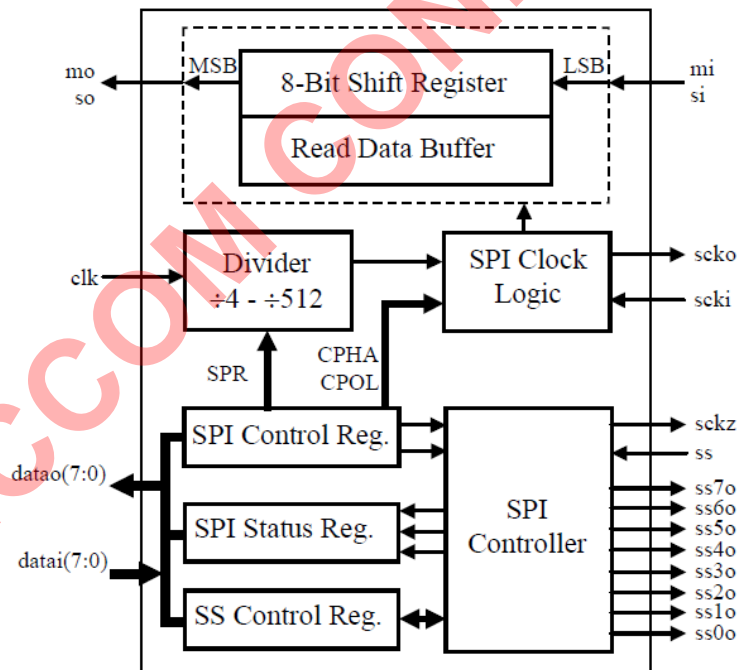 mo
so
MSB
8-Bit Shift Register
LSB
mi
si
Read Data Buffer
clk
Divider
÷4 - ÷512
SPI Clock
Logic
scko
scki
SPR
CPHA
CPOL
SPI Control Reg.
sckz
ss
datao(7:0)
SPI Status Reg.
SPI
Controller
ss7o
ss6o
ss5o
ss4o
ss3o
ss2o
ss1o
ss0o
datai(7:0)
SS Control Reg.
CCOM CON